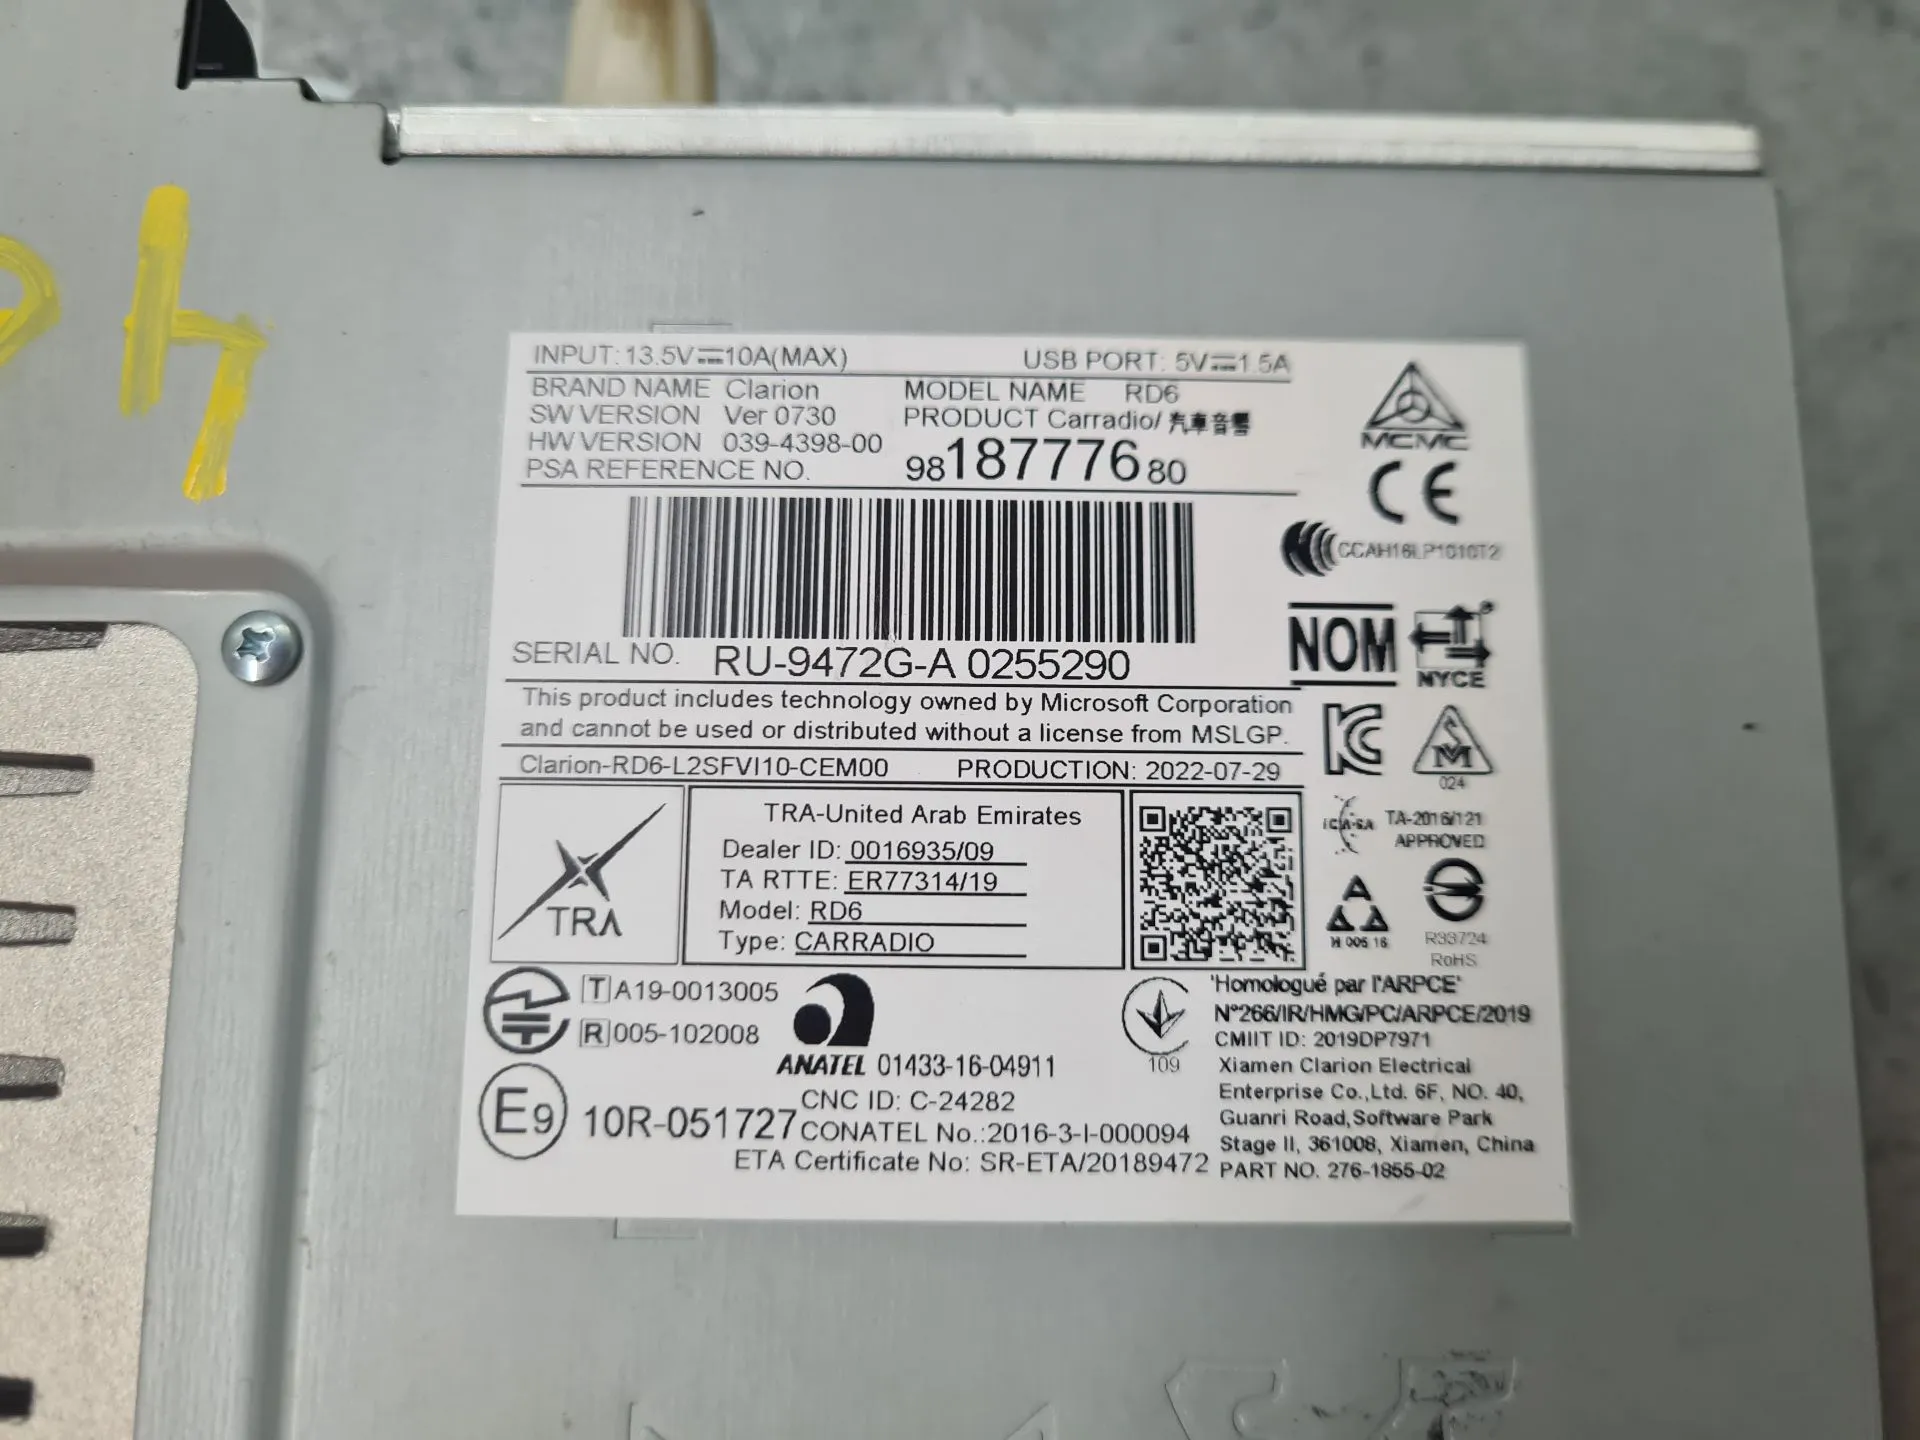 INPUT: 13.5V⎓10A(MAX) USB PORT: 5V⎓1.5A
BRAND NAME Clarion MODEL NAME RD6
SW VERSION Ver 0730 PRODUCT Carradio/ 汽車音響
HW VERSION 039-4398-00
PSA REFERENCE NO. 9818777680
MCMC
CE
CCAH16LP1010T2
SERIAL NO. RU-9472G-A 0255290
NOM NYCE
This product includes technology owned by Microsoft Corporation
and cannot be used or distributed without a license from MSLGP.
Clarion-RD6-L2SFVI10-CEM00 PRODUCTION: 2022-07-29
024
TRA
TRA-United Arab Emirates
Dealer ID: 0016935/09
TA RTTE: ER77314/19
Model: RD6
Type: CARRADIO
ICASA TA-2016/121
APPROVED
R33724
RoHS
T A19-0013005
R 005-102008
ANATEL 01433-16-04911
109
'Homologué par l'ARPCE'
N°266/IR/HMG/PC/ARPCE/2019
CMIIT ID: 2019DP7971
Xiamen Clarion Electrical
Enterprise Co.,Ltd. 6F, NO. 40,
Guanri Road,Software Park
Stage II, 361008, Xiamen, China
PART NO. 276-1855-02
E9 10R-051727
CNC ID: C-24282
CONATEL No.:2016-3-I-000094
ETA Certificate No: SR-ETA/20189472